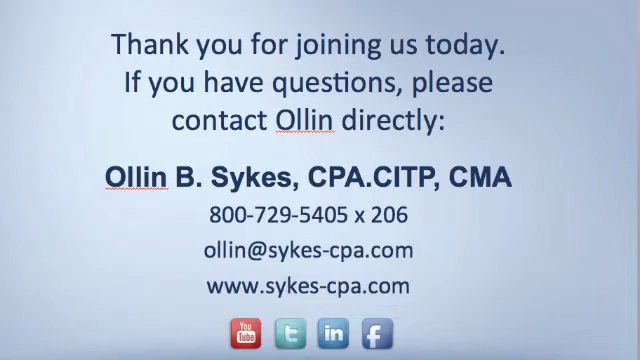 Thank you for joining us today.
If you have questions, please
contact Ollin directly:
Ollin B. Sykes, CPA.CITP, CMA
800-729-5405 x 206
ollin@sykes-cpa.com
www.sykes-cpa.com
You Tube t in f